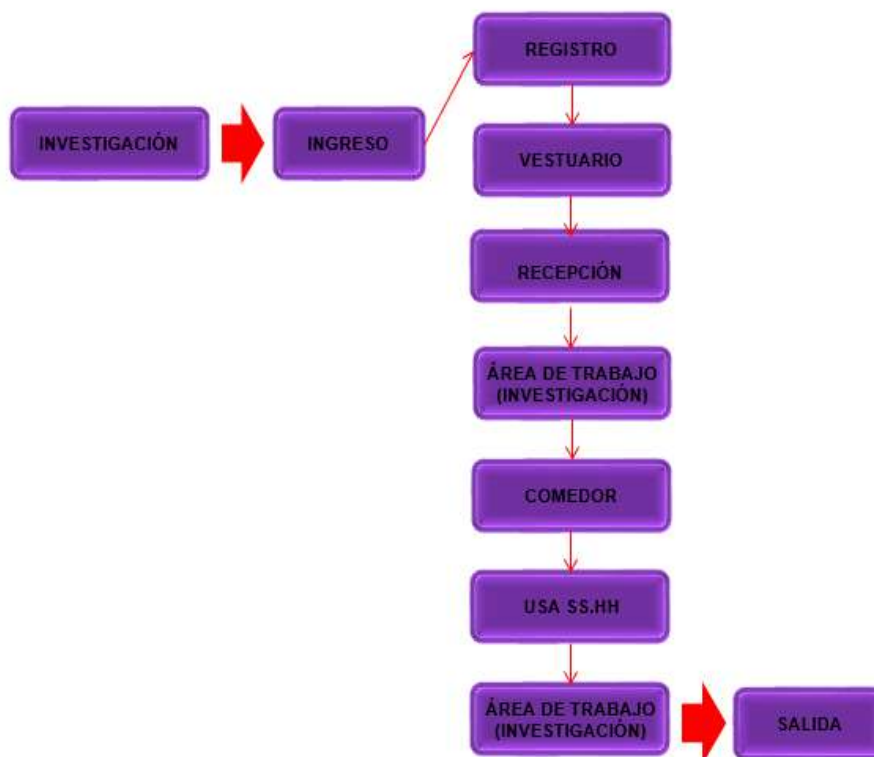 INVESTIGACIÓN
INGRESO
REGISTRO
VESTUARIO
RECEPCIÓN
ÁREA DE TRABAJO
(INVESTIGACIÓN)
COMEDOR
USA SS.HH
ÁREA DE TRABAJO
(INVESTIGACIÓN)
SALIDA